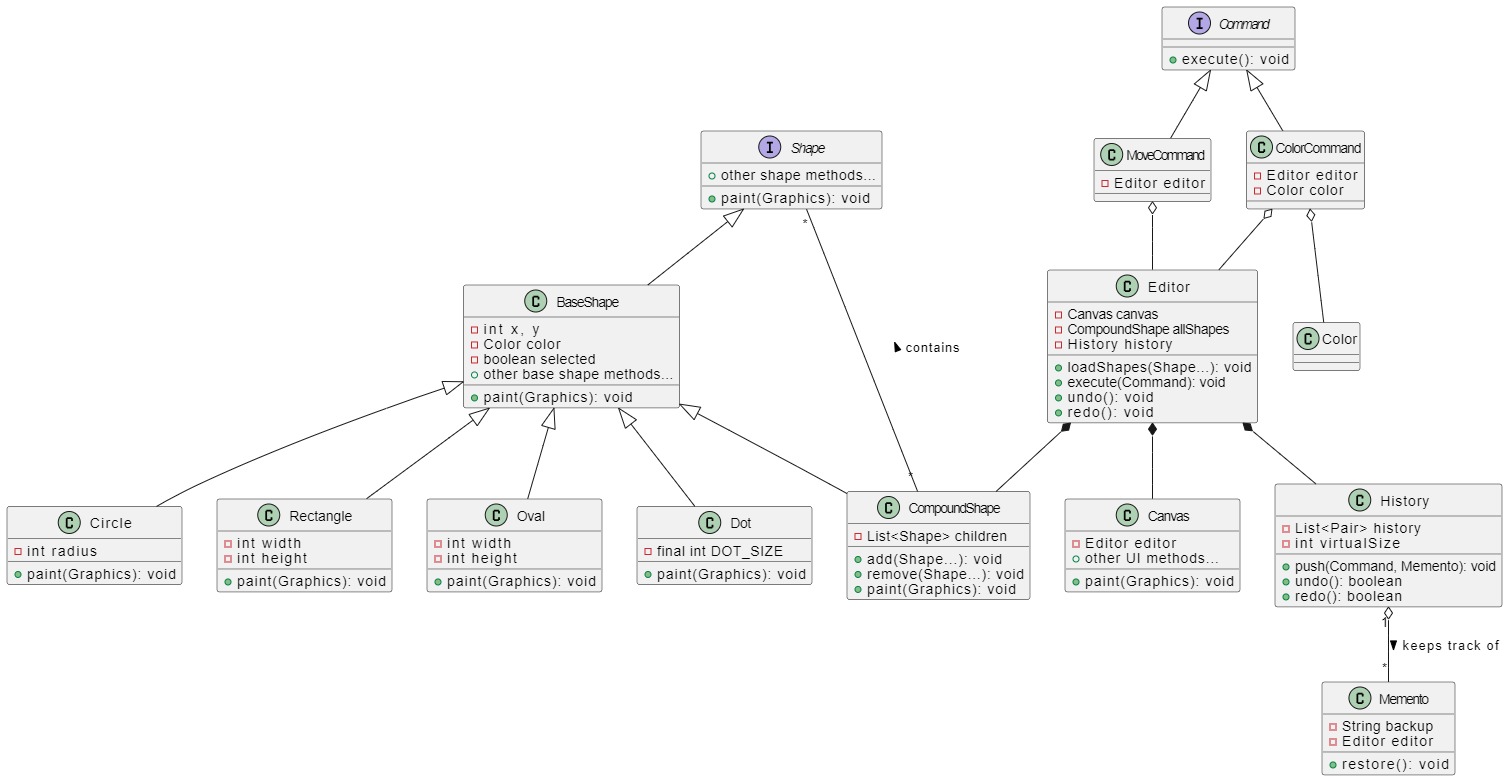 I Command
execute(): void
I Shape
other shape methods...
paint(Graphics): void
C MoveCommand
Editor editor
C ColorCommand
Editor editor
Color color
*
C BaseShape
int x, y
Color color
boolean selected
other base shape methods...
paint(Graphics): void
contains
*
C Editor
Canvas canvas
CompoundShape allShapes
History history
loadShapes(Shape...): void
execute(Command): void
undo(): void
redo(): void
C Color
C Circle
int radius
paint(Graphics): void
C Rectangle
int width
int height
paint(Graphics): void
C Oval
int width
int height
paint(Graphics): void
C Dot
final int DOT_SIZE
paint(Graphics): void
C CompoundShape
List<Shape> children
add(Shape...): void
remove(Shape...): void
paint(Graphics): void
C Canvas
Editor editor
other UI methods...
paint(Graphics): void
C History
List<Pair> history
int virtualSize
push(Command, Memento): void
undo(): boolean
redo(): boolean
1
keeps track of
*
C Memento
String backup
Editor editor
restore(): void